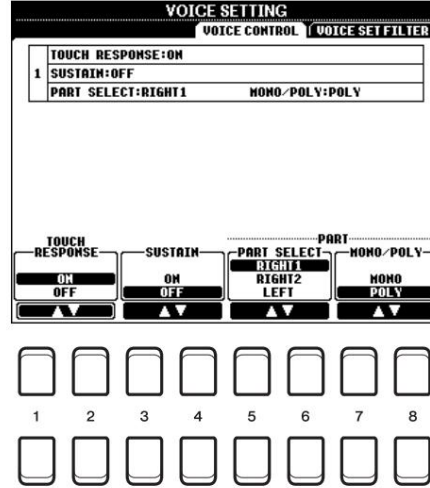 VOICE SETTING
VOICE CONTROL VOICE SET FILTER
TOUCH RESPONSE:ON
1 SUSTAIN:OFF
PART SELECT:RIGHT1 MONO/POLY:POLY
PART
TOUCH RESPONSE SUSTAIN PART SELECT MONO/POLY
RIGHT1
ON ON RIGHT2 MONO
OFF OFF LEFT POLY
1 2 3 4 5 6 7 8